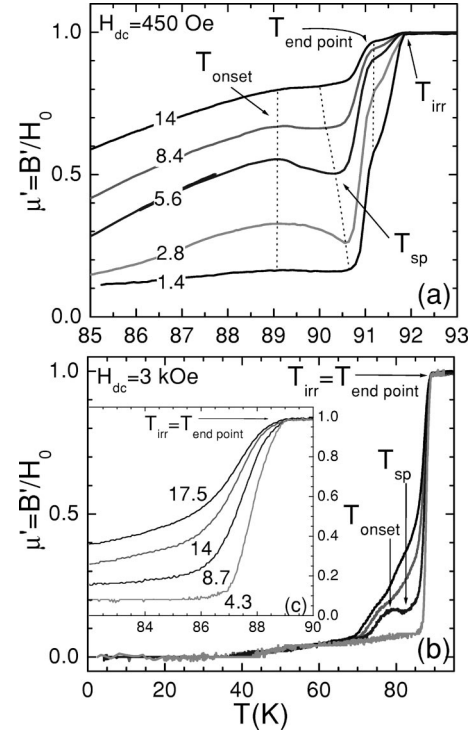 H_dc=450 Oe
T_end point
T_onset
T_irr
14
8.4
5.6
2.8
1.4
T_sp
(a)
μ'=B'/H_0
1.0
0.5
0.0
85 86 87 88 89 90 91 92 93
H_dc=3 kOe
T_irr=T_end point
T_irr=T_end point
17.5
14
8.7
4.3
(c)
1.0
0.8
0.6
0.4
0.2
0.0
84 86 88 90
T_sp
T_onset
(b)
μ'=B'/H_0
1.0
0.5
0.0
0 20 40 60 80
T(K)